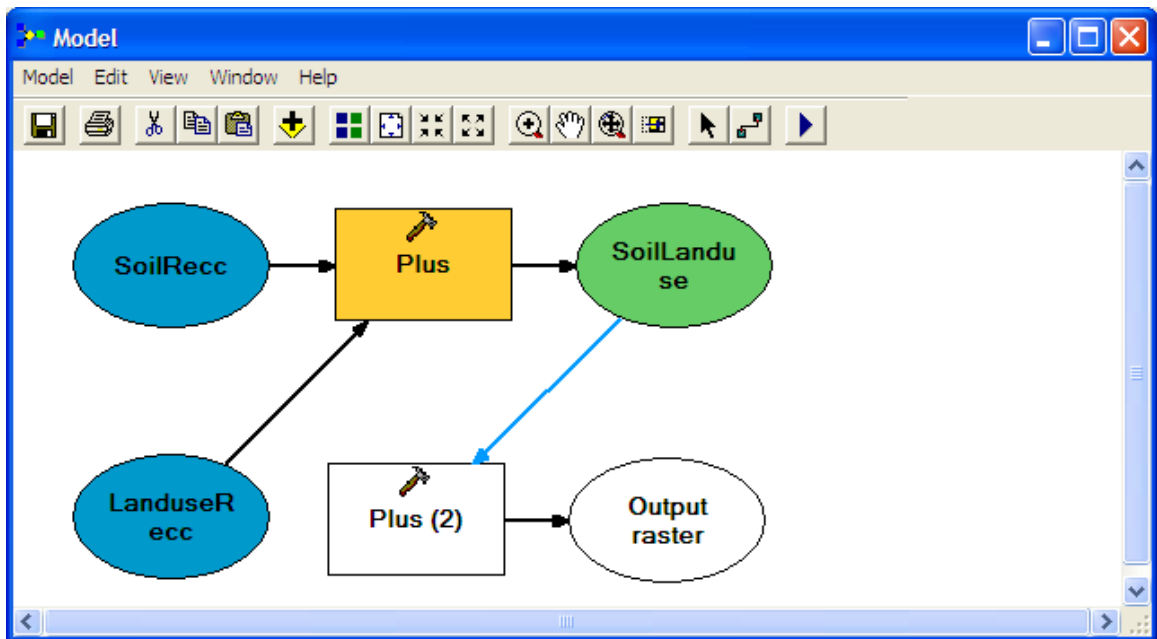 Model
Model Edit View Window Help
SoilRecc
Plus
SoilLandu
se
LanduseR
ecc
Plus (2)
Output
raster